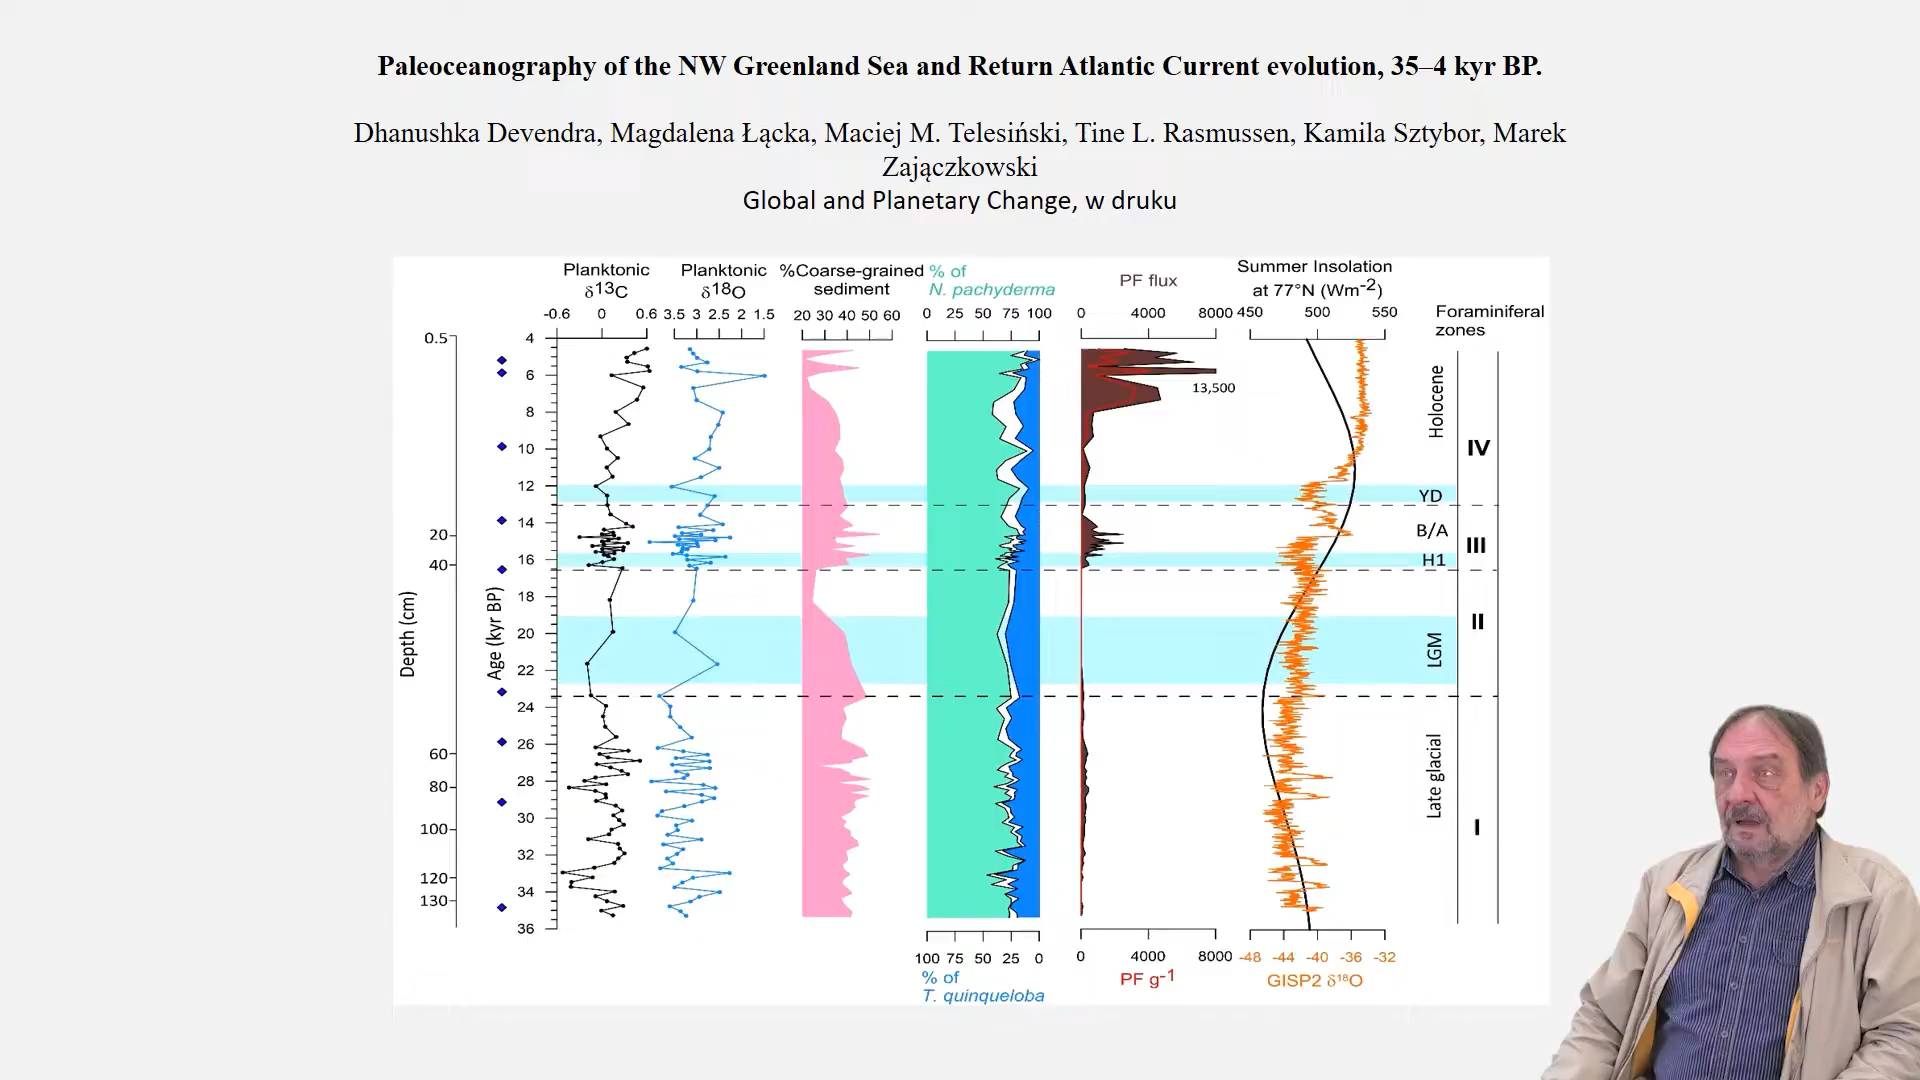 Paleoceanography of the NW Greenland Sea and Return Atlantic Current evolution, 35–4 kyr BP.
Dhanushka Devendra, Magdalena Łącka, Maciej M. Telesiński, Tine L. Rasmussen, Kamila Sztybor, Marek
Zajączkowski
Global and Planetary Change, w druku
Planktonic
δ13C
Planktonic
δ18O
%Coarse-grained
sediment
% of
N. pachyderma
PF flux
Summer Insolation
at 77°N (Wm-2)
Foraminiferal
zones
-0.6 0 0.6
3.5 3 2.5 2 1.5
20 30 40 50 60
0 25 50 75 100
0 4000 8000
450 500 550
0.5
20
40
60
80
100
120
130
Depth (cm)
4
6
8
10
12
14
16
18
20
22
24
26
28
30
32
34
36
Age (kyr BP)
13,500
Holocene
YD
B/A
H1
LGM
Late glacial
IV
III
II
I
100 75 50 25 0
% of
T. quinqueloba
0 4000 8000
PF g-1
-48 -44 -40 -36 -32
GISP2 δ18O